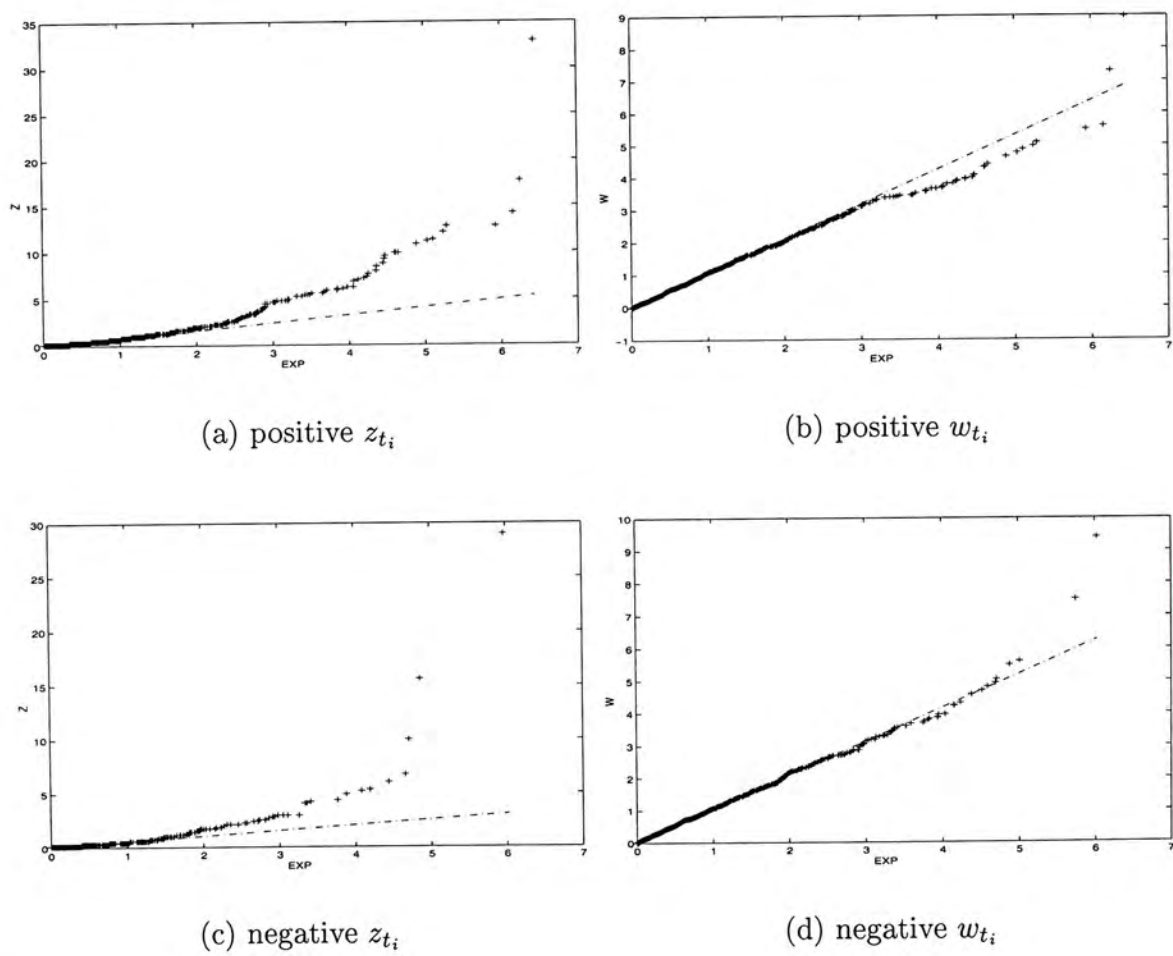 35
30
25
20
15
10
5
0
Z
0 1 2 3 4 5 6 7
EXP
(a) positive $z_{t_i}$
9
8
7
6
5
4
3
2
1
0
-1
W
0 1 2 3 4 5 6 7
EXP
(b) positive $w_{t_i}$
30
25
20
15
10
5
0
Z
0 1 2 3 4 5 6 7
EXP
(c) negative $z_{t_i}$
10
9
8
7
6
5
4
3
2
1
0
W
0 1 2 3 4 5 6 7
EXP
(d) negative $w_{t_i}$